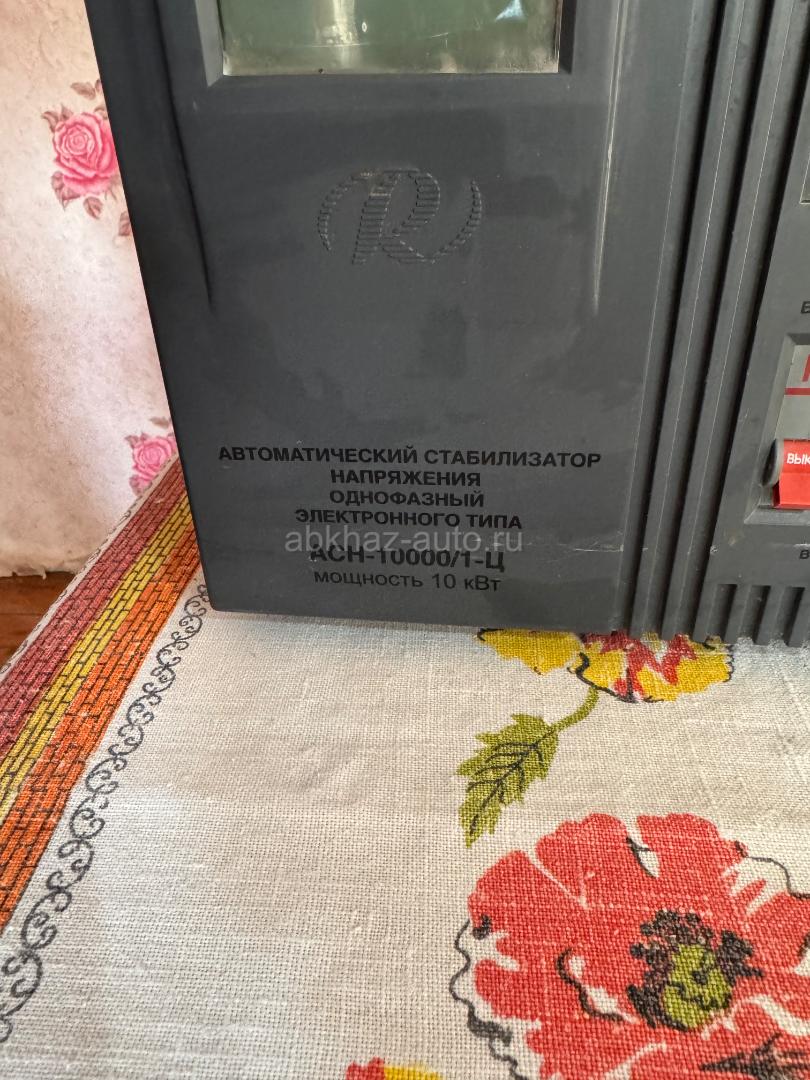 АВТОМАТИЧЕСКИЙ СТАБИЛИЗАТОР
НАПРЯЖЕНИЯ
ОДНОФАЗНЫЙ
ЭЛЕКТРОННОГО ТИПА
abkhaz-auto.ru
АСН-10000/1-Ц
МОЩНОСТЬ 10 кВт